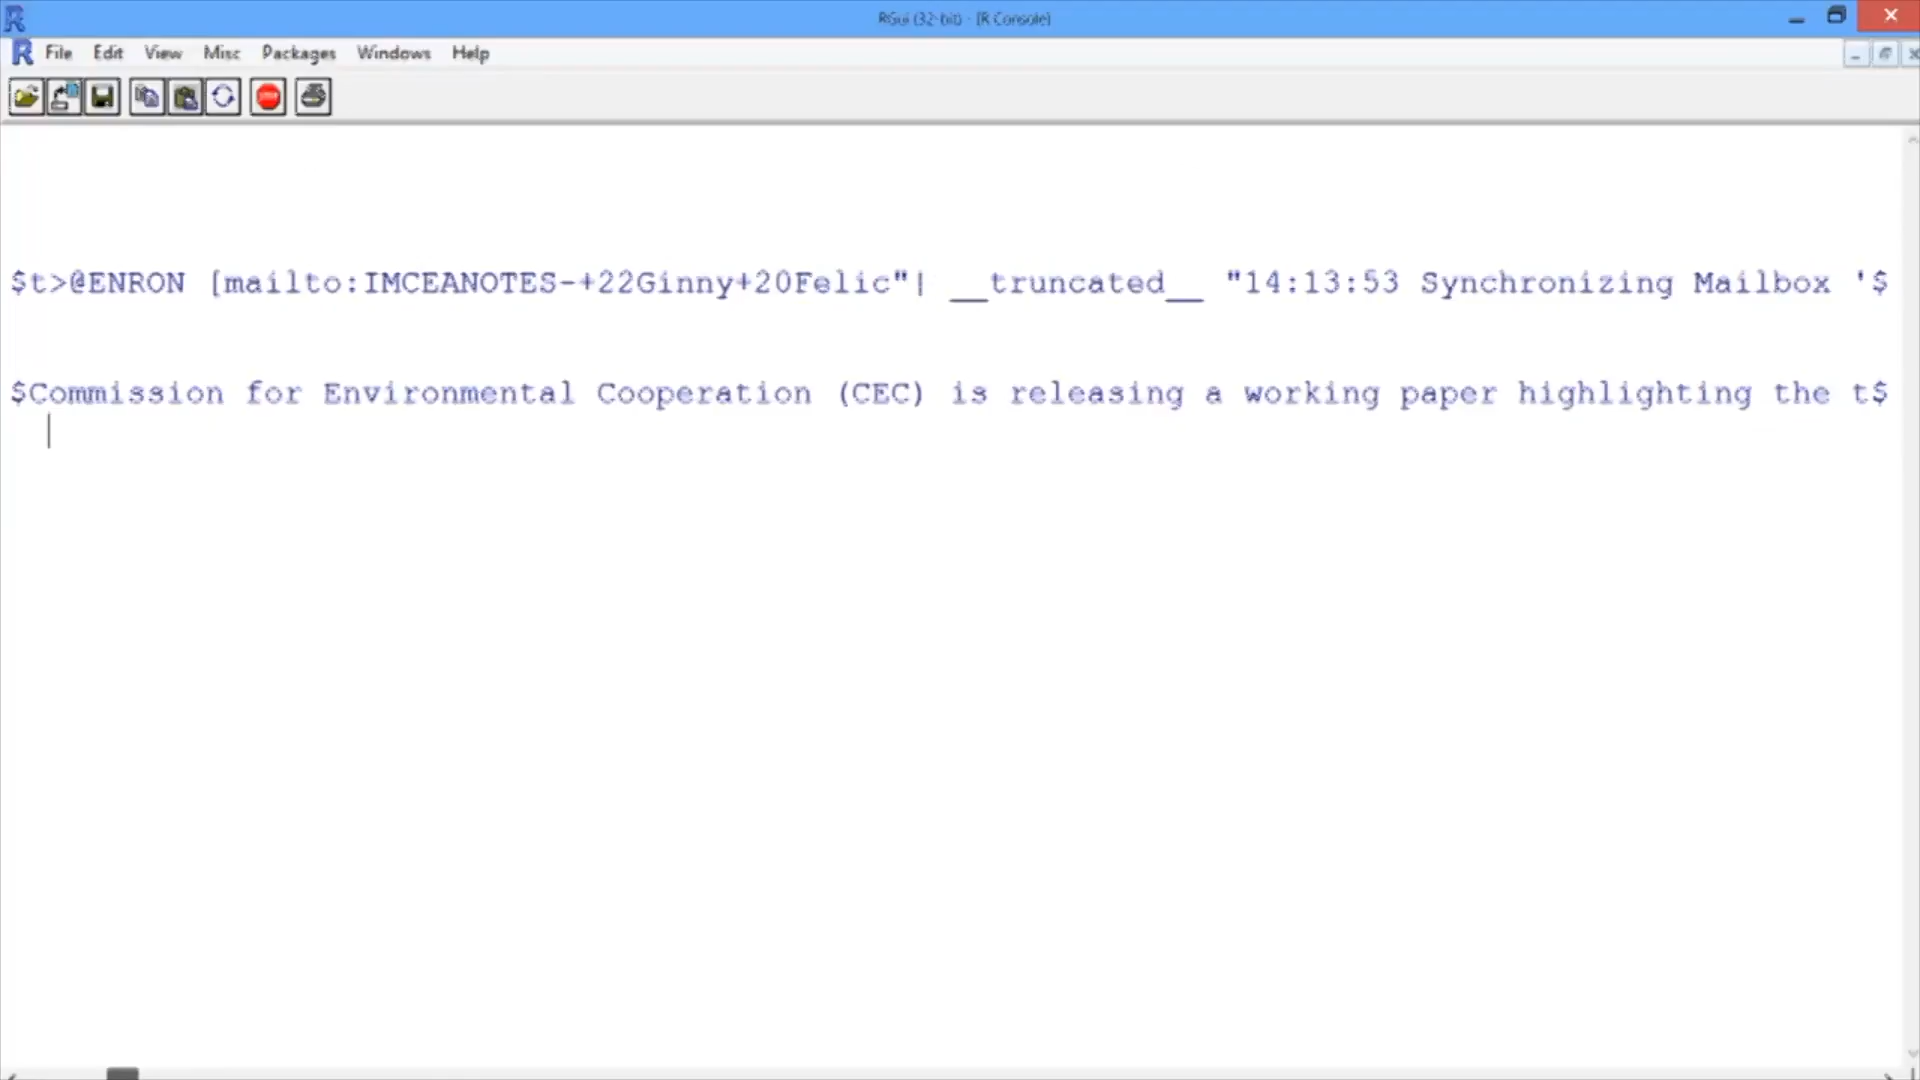 RGui (32-bit) - [R Console]
File Edit View Misc Packages Windows Help
STOP
$t>@ENRON [mailto:IMCEANOTES-+22Ginny+20Felic"| __truncated__ "14:13:53 Synchronizing Mailbox '$
$Commission for Environmental Cooperation (CEC) is releasing a working paper highlighting the t$